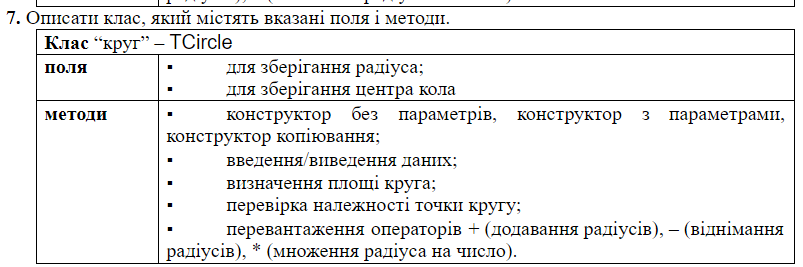 7. Описати клас, який містять вказані поля і методи.
Клас “круг” – TCircle
поля
▪ для зберігання радіуса;
▪ для зберігання центра кола
методи
▪ конструктор без параметрів, конструктор з параметрами,
конструктор копіювання;
▪ введення/виведення даних;
▪ визначення площі круга;
▪ перевірка належності точки кругу;
▪ перевантаження операторів + (додавання радіусів), – (віднімання
радіусів), * (множення радіуса на число).